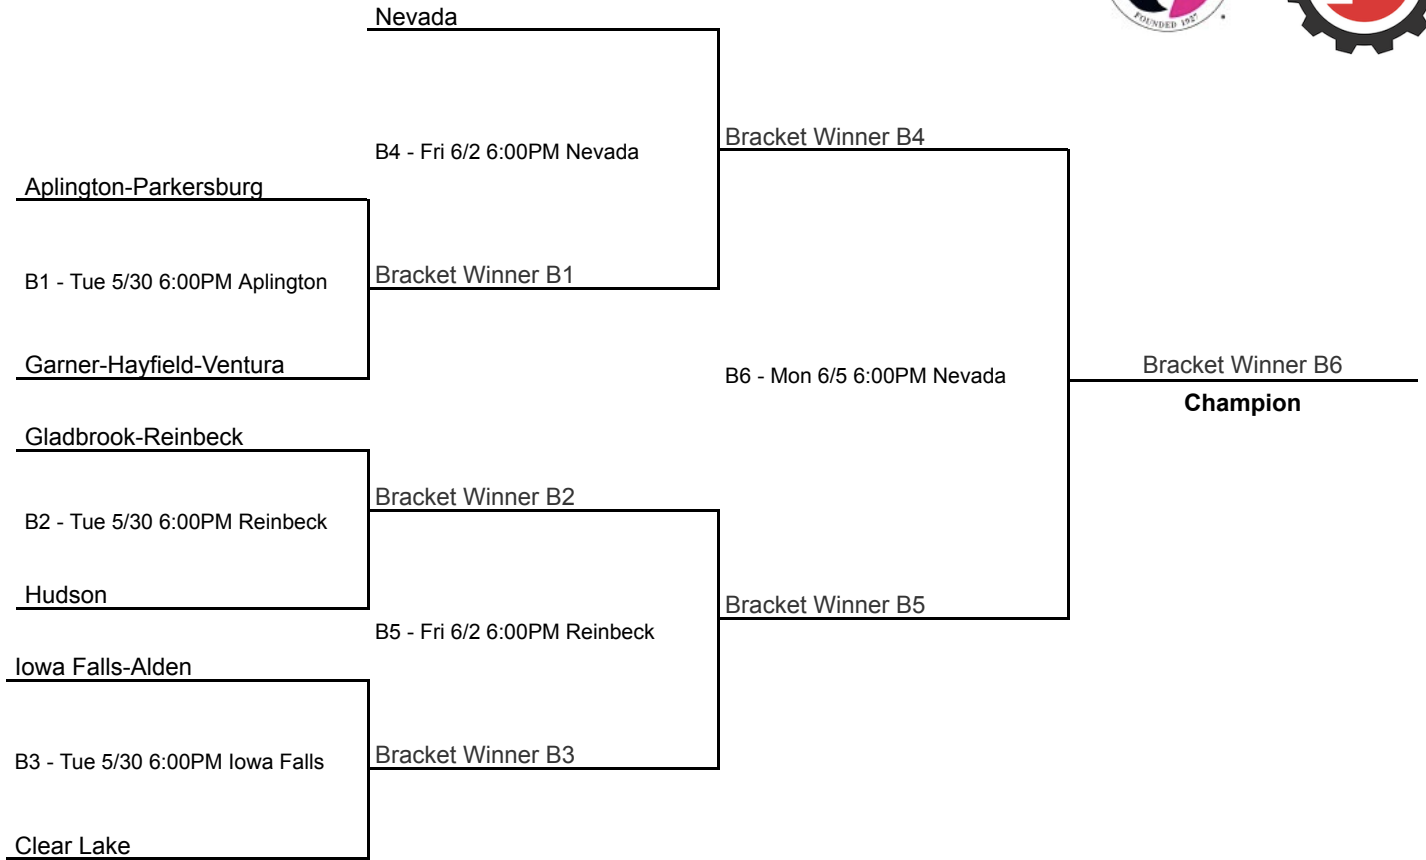 Nevada
FOUNDED 1927
B4 - Fri 6/2 6:00PM Nevada
Bracket Winner B4
Aplington-Parkersburg
B1 - Tue 5/30 6:00PM Aplington
Bracket Winner B1
Garner-Hayfield-Ventura
B6 - Mon 6/5 6:00PM Nevada
Bracket Winner B6
Champion
Gladbrook-Reinbeck
B2 - Tue 5/30 6:00PM Reinbeck
Bracket Winner B2
Hudson
B5 - Fri 6/2 6:00PM Reinbeck
Bracket Winner B5
Iowa Falls-Alden
B3 - Tue 5/30 6:00PM Iowa Falls
Bracket Winner B3
Clear Lake